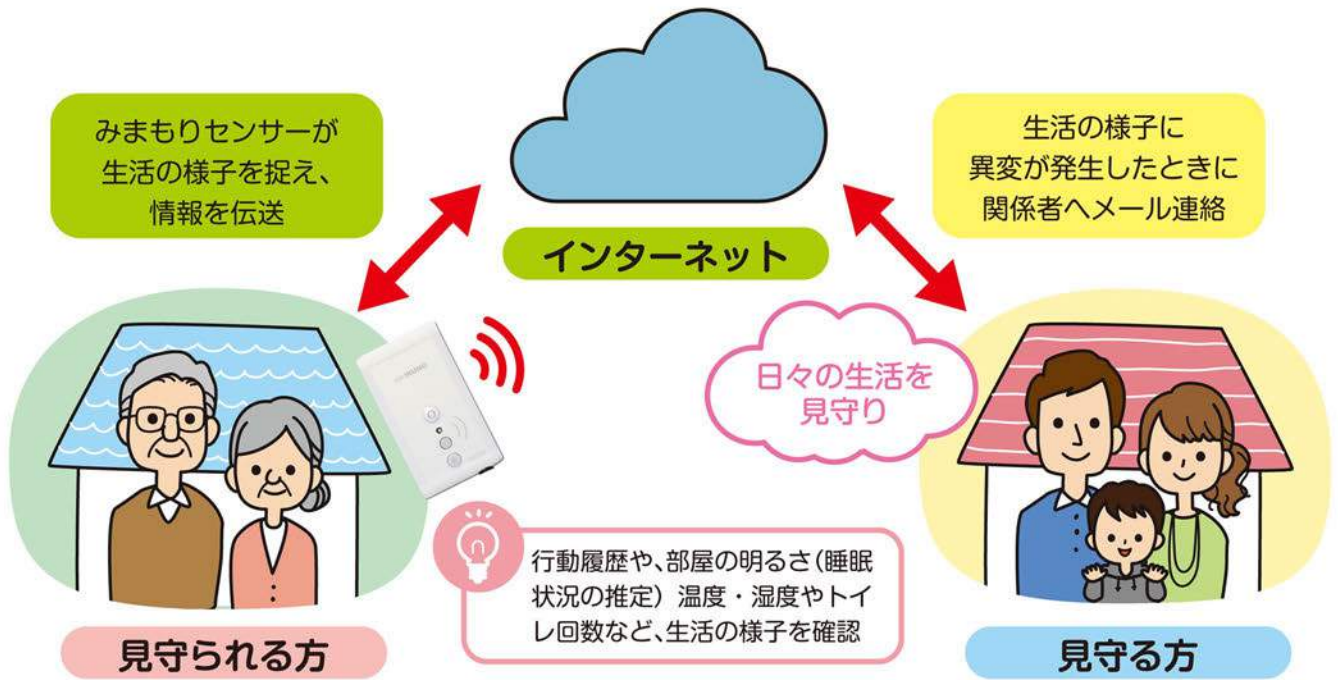 みまもりセンサーが
生活の様子を捉え、
情報を伝送
インターネット
生活の様子に
異変が発生したときに
関係者へメール連絡
日々の生活を
見守り
行動履歴や、部屋の明るさ(睡眠
状況の推定) 温度・湿度やトイ
レ回数など、生活の様子を確認
見守られる方
見守る方